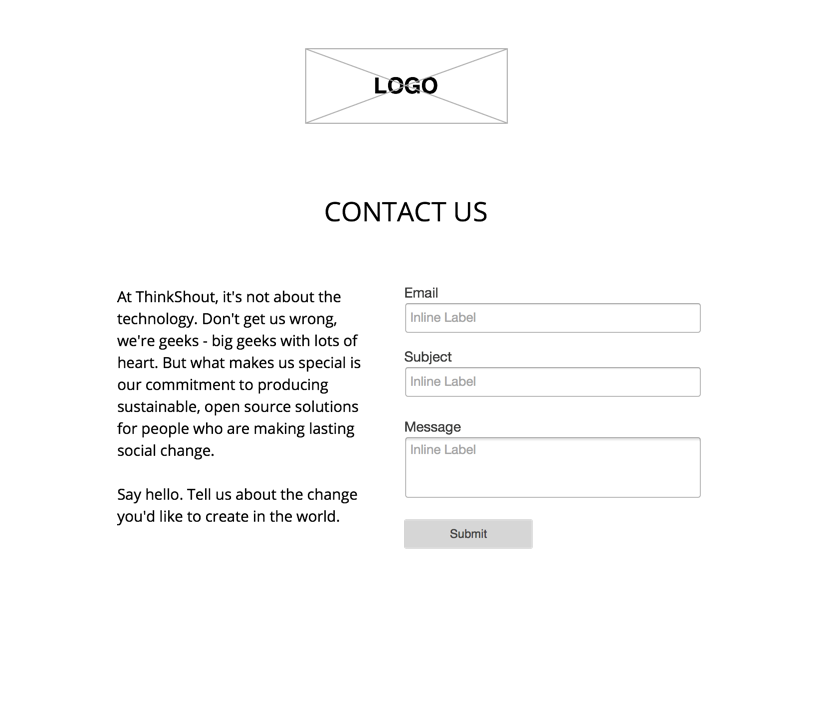 LOGO
CONTACT US
At ThinkShout, it's not about the
technology. Don't get us wrong,
we're geeks - big geeks with lots of
heart. But what makes us special is
our commitment to producing
sustainable, open source solutions
for people who are making lasting
social change.
Say hello. Tell us about the change
you'd like to create in the world.
Email
Inline Label
Subject
Inline Label
Message
Inline Label
Submit